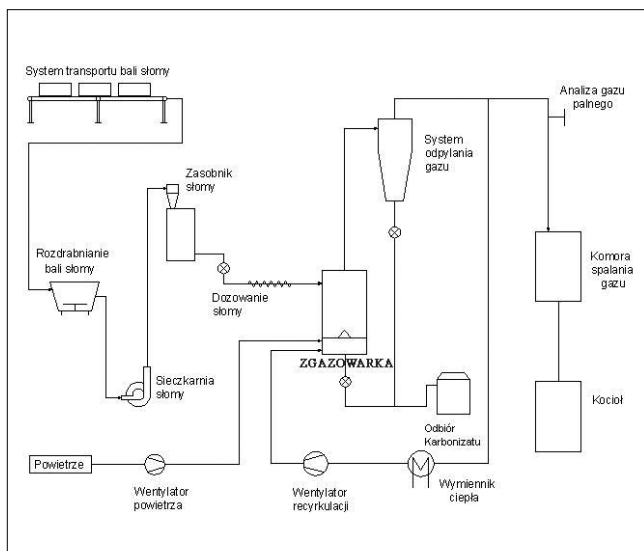 System transportu bali słomy
Analiza gazu
palnego
Zasobnik
słomy
System
odpylania
gazu
Rozdrabnianie
bali słomy
Dozowanie
słomy
Komora
spalania
gazu
ZGAZOWARKA
Sieczkarnia
słomy
Odbiór
Karbonizatu
Kocioł
Powietrze
Wentylator
powietrza
Wentylator
recyrkulacji
Wymiennik
ciepła